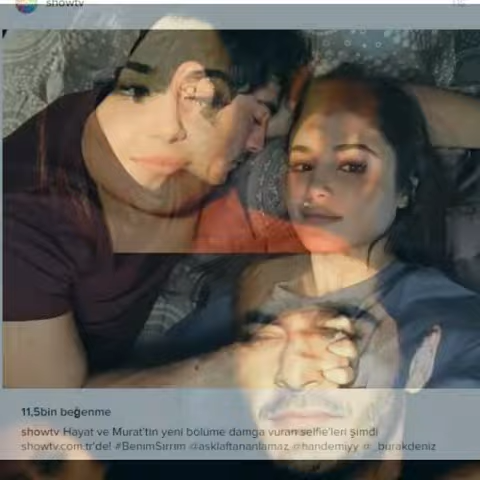 showtv
11,5bin beğenme
showtv Hayat ve Murat'tın yeni bölüme damga vuran selfie'leri şimdi
showtv.com.tr'de! #BenimSırrım @asklaftananlamaz @handemiyy @_burakdeniz